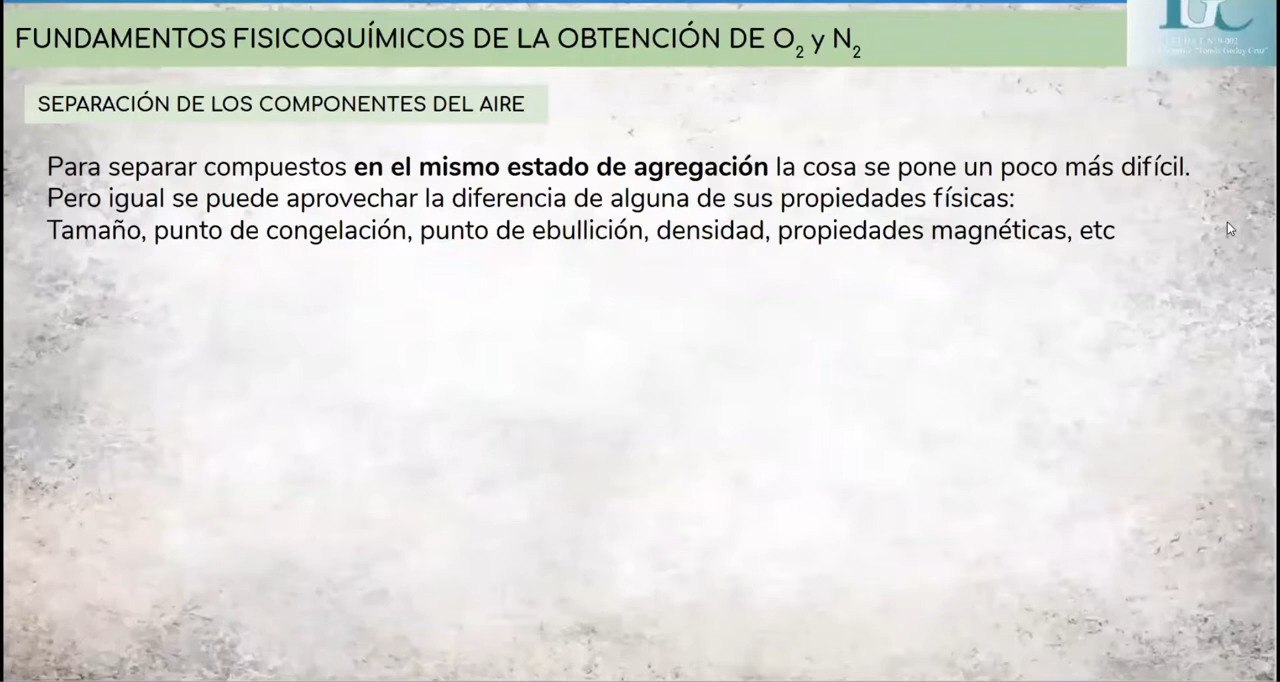 FUNDAMENTOS FISICOQUÍMICOS DE LA OBTENCIÓN DE O₂ y N₂
SEPARACIÓN DE LOS COMPONENTES DEL AIRE
Para separar compuestos en el mismo estado de agregación la cosa se pone un poco más difícil.
Pero igual se puede aprovechar la diferencia de alguna de sus propiedades físicas:
Tamaño, punto de congelación, punto de ebullición, densidad, propiedades magnéticas, etc